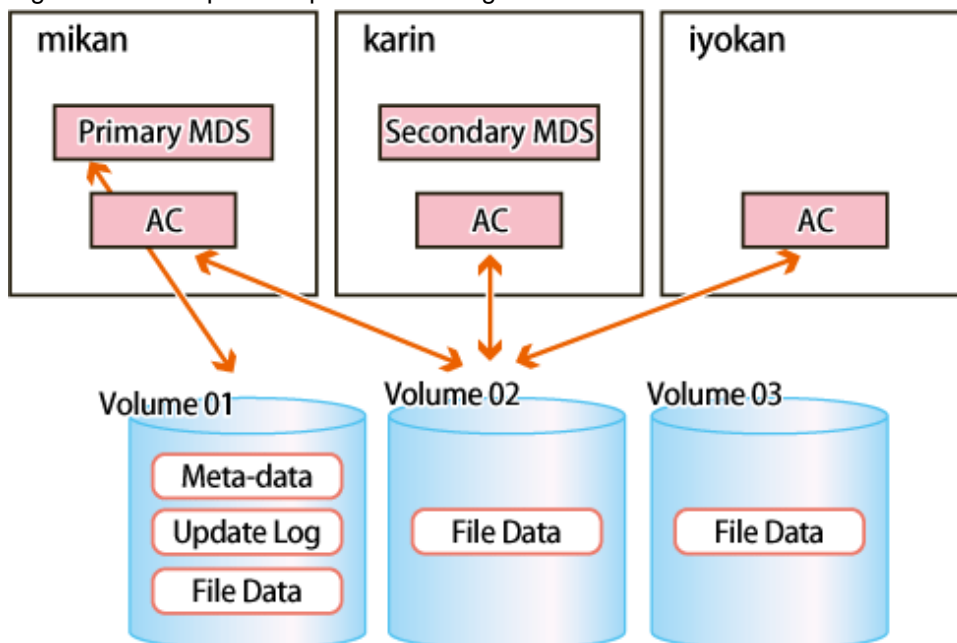 mikan
karin
iyokan
Primary MDS
Secondary MDS
AC
AC
AC
Volume 01
Volume 02
Volume 03
Meta-data
Update Log
File Data
File Data
File Data